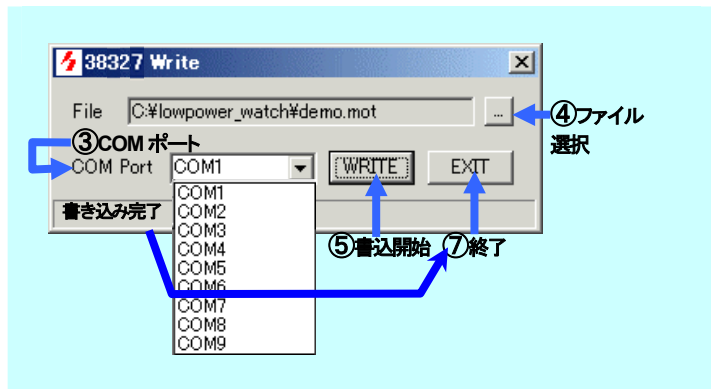 38327 Write
File C:¥lowpower_watch¥demo.mot ...
④ファイル
選択
③COM ポート
COM Port COM1 WRITE EXIT
COM1
COM2
COM3
COM4
COM5
COM6
COM7
COM8
COM9
書き込み完了
⑤書込開始 ⑦終了